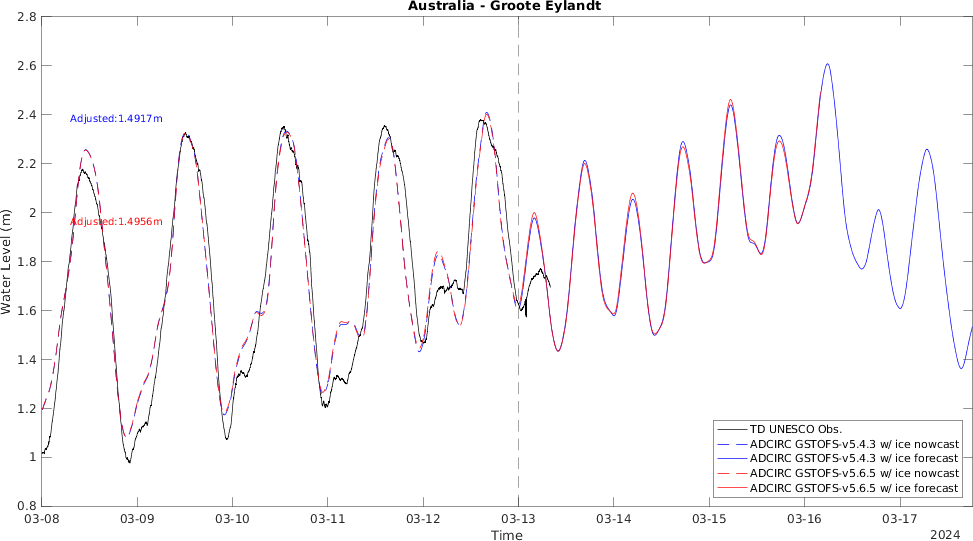 Australia - Groote Eylandt
2.8
2.6
2.4
2.2
2
1.8
1.6
1.4
1.2
1
0.8
Water Level (m)
Adjusted:1.4917m
Adjusted:1.4956m
TD UNESCO Obs.
ADCIRC GSTOFS-v5.4.3 w/ ice nowcast
ADCIRC GSTOFS-v5.4.3 w/ ice forecast
ADCIRC GSTOFS-v5.6.5 w/ ice nowcast
ADCIRC GSTOFS-v5.6.5 w/ ice forecast
03-08 03-09 03-10 03-11 03-12 03-13 03-14 03-15 03-16 03-17
Time
2024